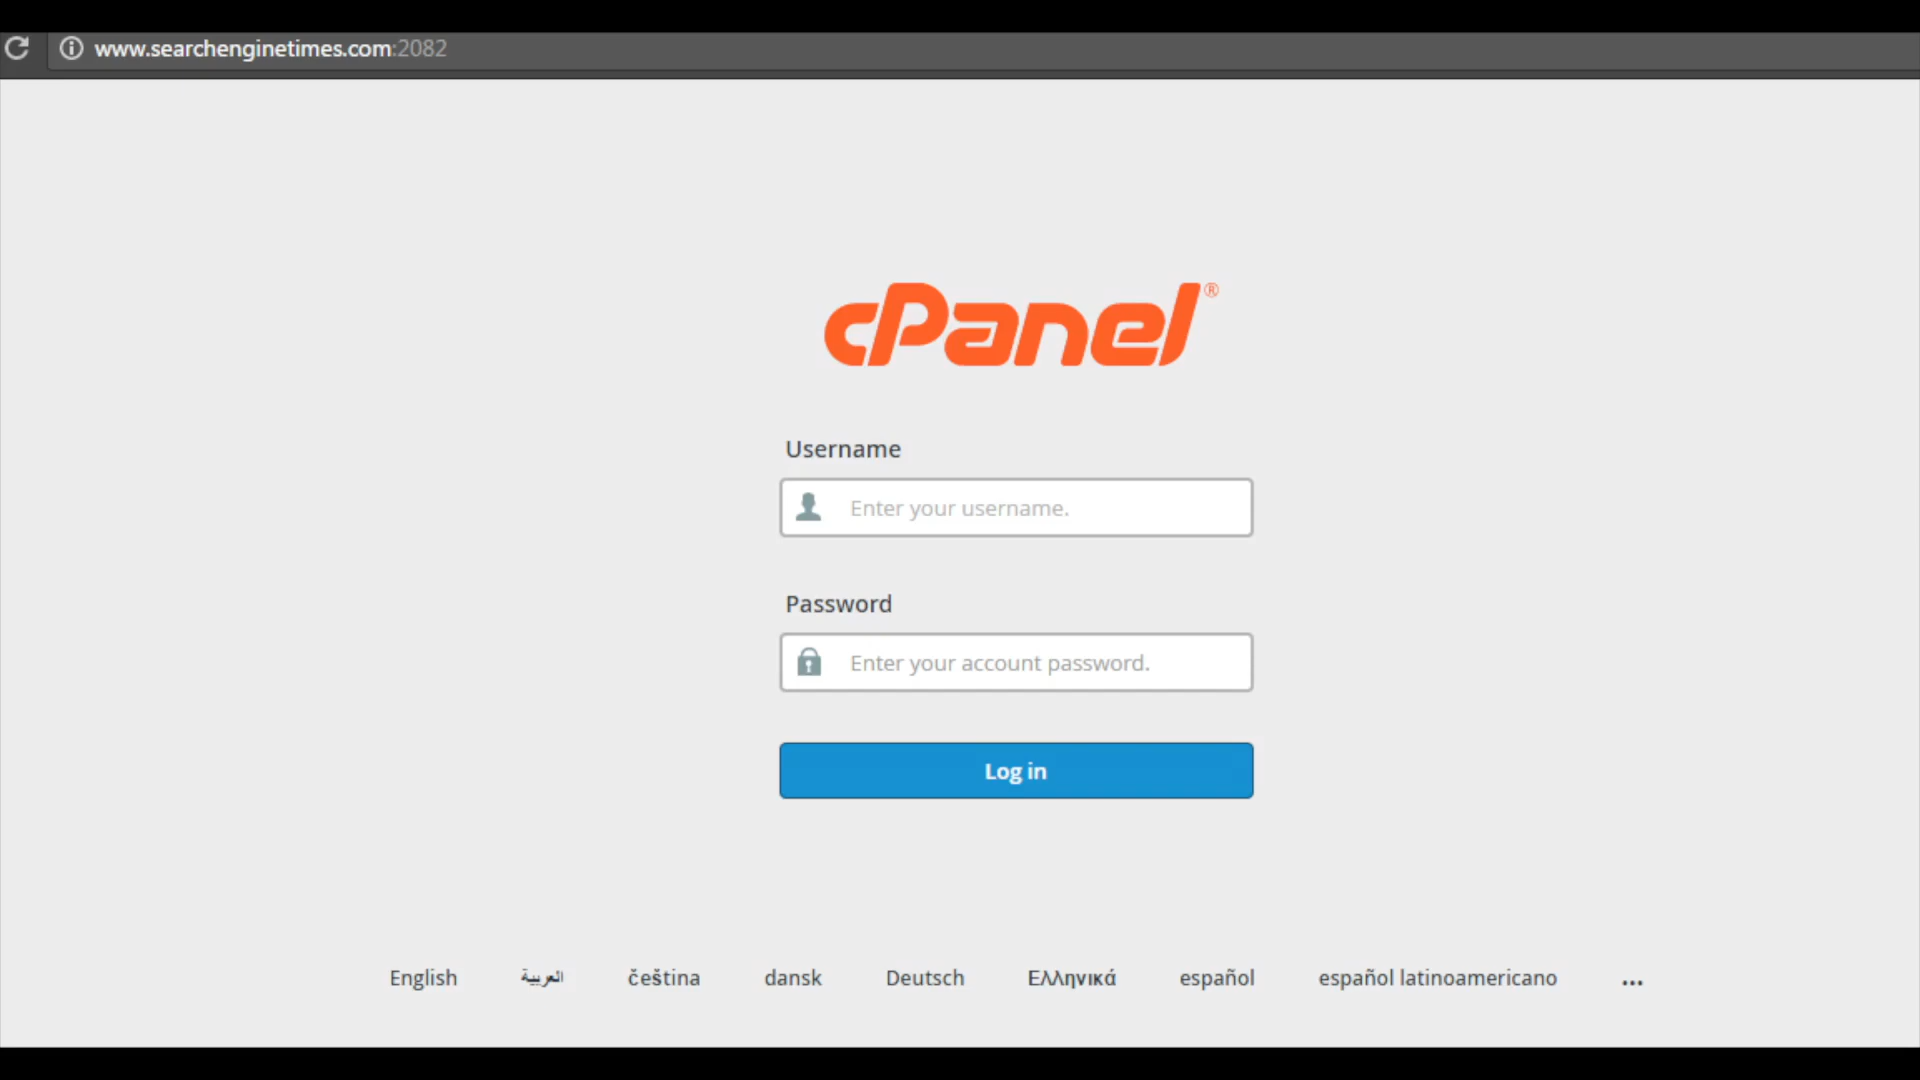 www.searchenginetimes.com:2082
cPanel®
Username
Enter your username.
Password
Enter your account password.
Log in
English العربية čeština dansk Deutsch Ελληνικά español español latinoamericano ...